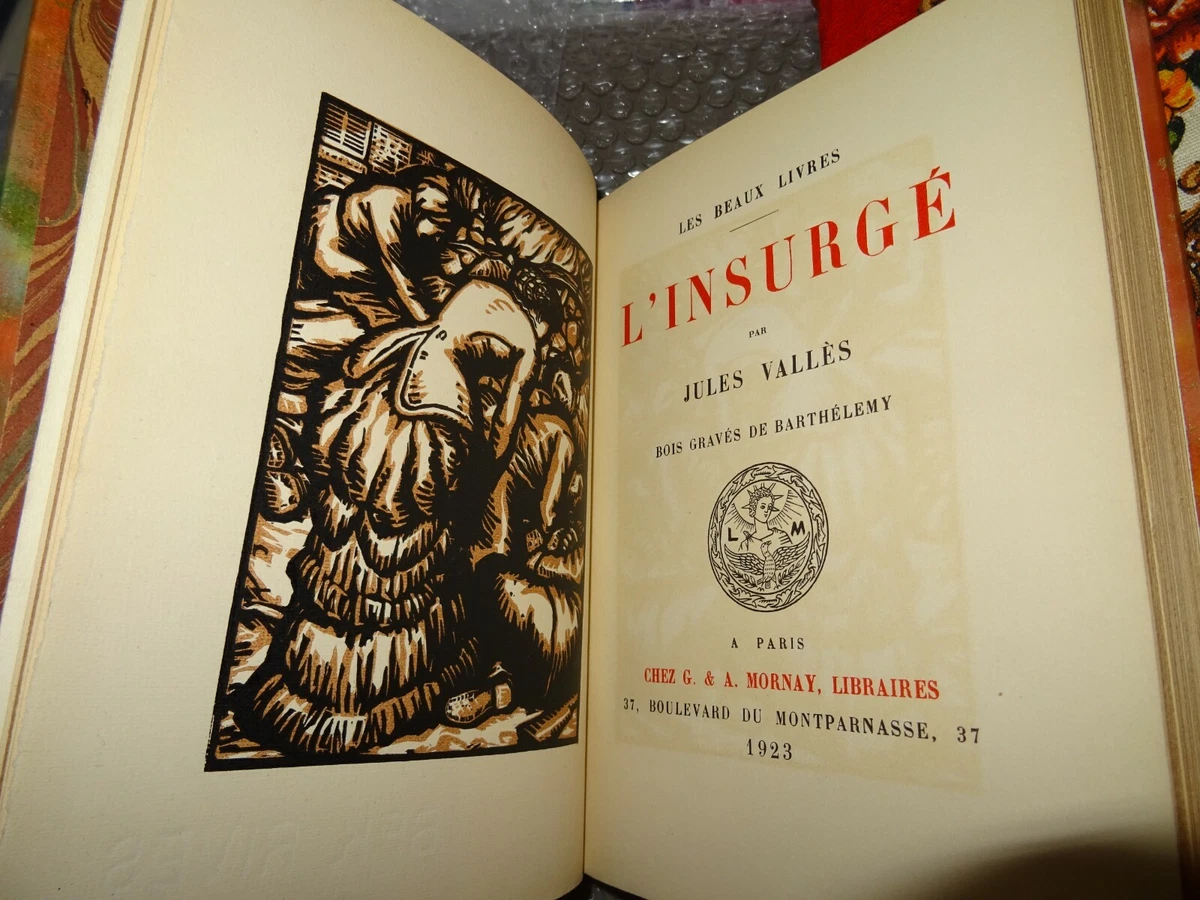 LES BEAUX LIVRES
L'INSURGÉ
PAR
JULES VALLÈS
BOIS GRAVÉS DE BARTHÉLEMY
L M
A PARIS
CHEZ G. & A. MORNAY, LIBRAIRES
37, BOULEVARD DU MONTPARNASSE, 37
1923